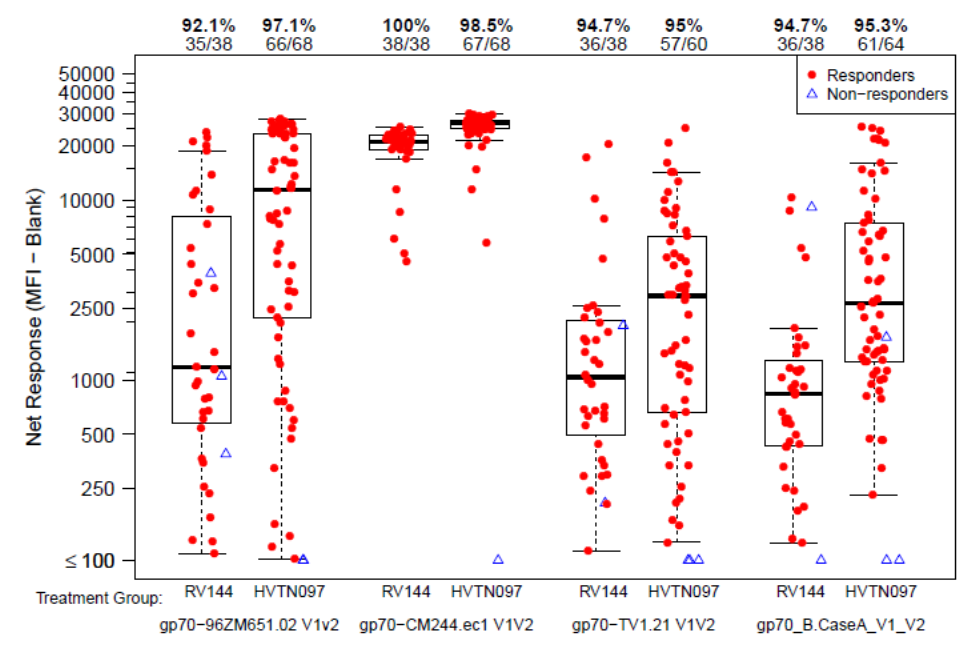 92.1% 97.1% 100% 98.5% 94.7% 95% 94.7% 95.3%
35/38 66/68 38/38 67/68 36/38 57/60 36/38 61/64
Responders
Non−responders
50000
40000
30000
20000
10000
5000
2500
1000
500
250
≤ 100
Net Response (MFI − Blank)
Treatment Group: RV144 HVTN097 RV144 HVTN097 RV144 HVTN097 RV144 HVTN097
gp70−96ZM651.02 V1v2 gp70−CM244.ec1 V1V2 gp70−TV1.21 V1V2 gp70_B.CaseA_V1_V2